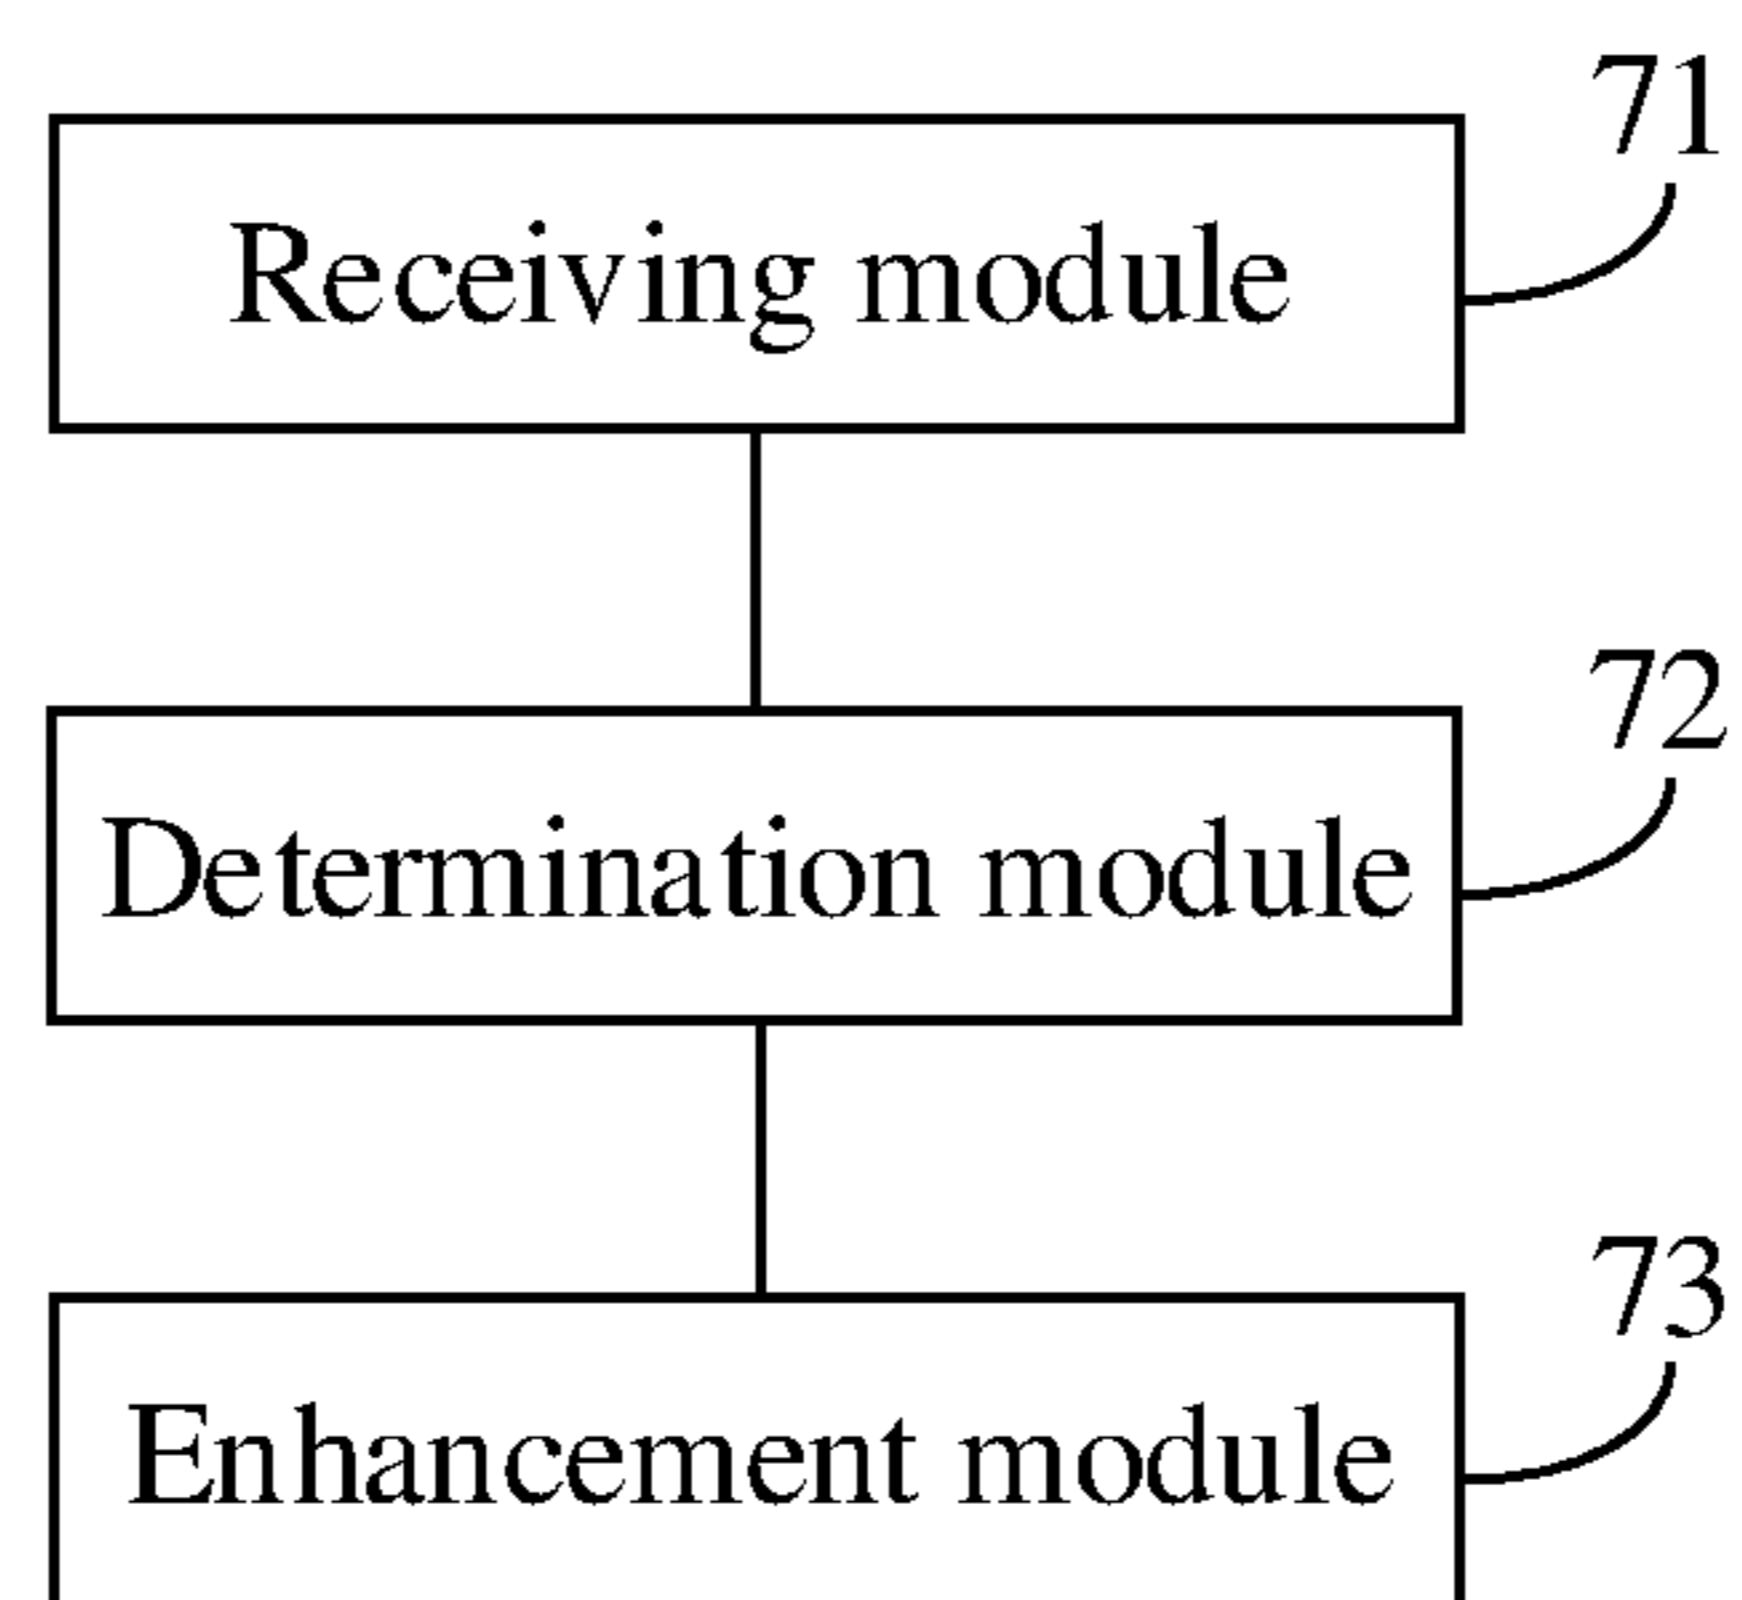 71
Receiving module
72
Determination module
73
Enhancement module